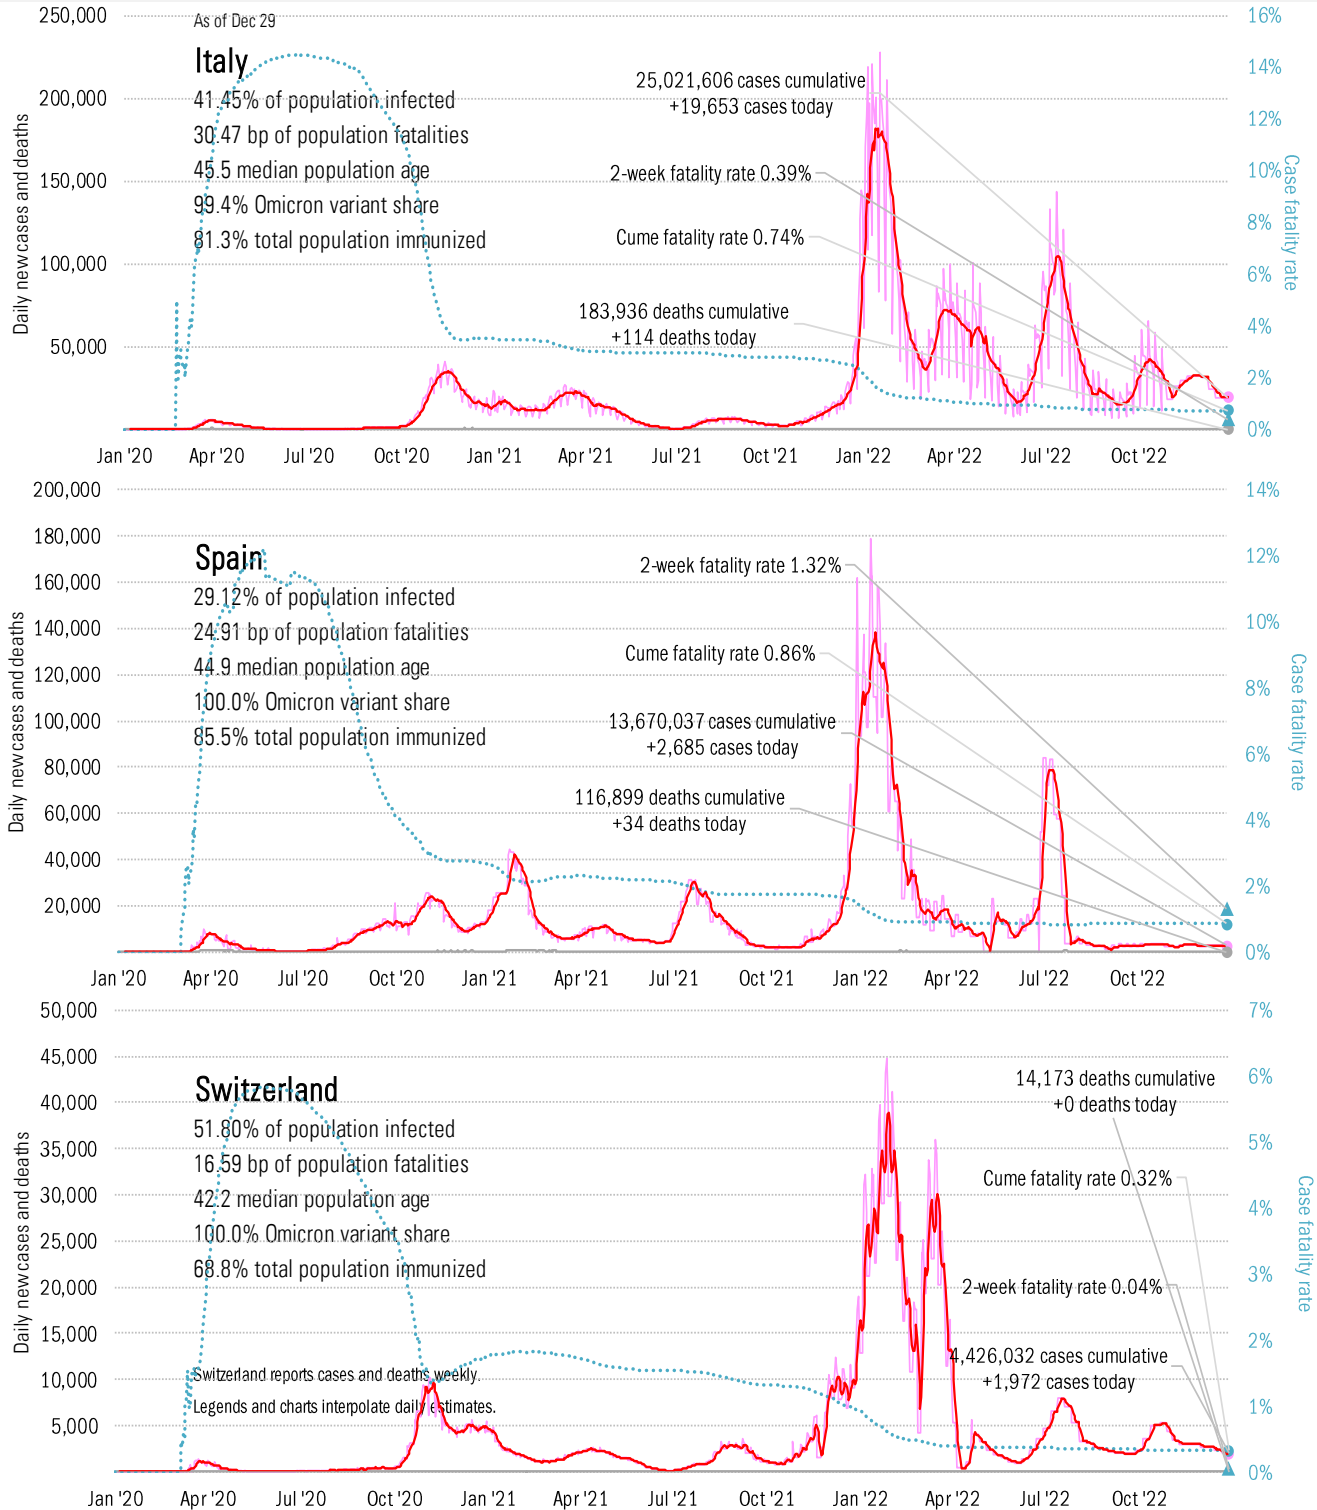 250,000
As of Dec 29
16%
Italy
14%
41.45% of population infected
25,021,606 cases cumulative
+19,653 cases today
200,000
12%
30.47 bp of population fatalities
45.5 median population age
2-week fatality rate 0.39%
150,000
10%
99.4% Omicron variant share
81.3% total population immunized
Cume fatality rate 0.74%
8%
100,000
6%
183,936 deaths cumulative
+114 deaths today
4%
50,000
2%
0%
Daily new cases and deaths
Case fatality rate
Jan '20 Apr '20 Jul '20 Oct '20 Jan '21 Apr '21 Jul '21 Oct '21 Jan '22 Apr '22 Jul '22 Oct '22
200,000
14%
180,000
Spain
12%
2-week fatality rate 1.32%
160,000
29.12% of population infected
24.91 bp of population fatalities
140,000
10%
Cume fatality rate 0.86%
44.9 median population age
120,000
8%
100.0% Omicron variant share
100,000
13,670,037 cases cumulative
+2,685 cases today
85.5% total population immunized
6%
80,000
116,899 deaths cumulative
+34 deaths today
60,000
4%
40,000
2%
20,000
0%
Daily new cases and deaths
Case fatality rate
Jan '20 Apr '20 Jul '20 Oct '20 Jan '21 Apr '21 Jul '21 Oct '21 Jan '22 Apr '22 Jul '22 Oct '22
50,000
7%
45,000
Switzerland
6%
14,173 deaths cumulative
+0 deaths today
40,000
51.80% of population infected
5%
35,000
16.59 bp of population fatalities
Cume fatality rate 0.32%
30,000
42.2 median population age
4%
100.0% Omicron variant share
25,000
68.8% total population immunized
3%
20,000
2-week fatality rate 0.04%
15,000
2%
4,426,032 cases cumulative
+1,972 cases today
10,000
Switzerland reports cases and deaths weekly.
Legends and charts interpolate daily estimates.
1%
5,000
0%
Daily new cases and deaths
Case fatality rate
Jan '20 Apr '20 Jul '20 Oct '20 Jan '21 Apr '21 Jul '21 Oct '21 Jan '22 Apr '22 Jul '22 Oct '22